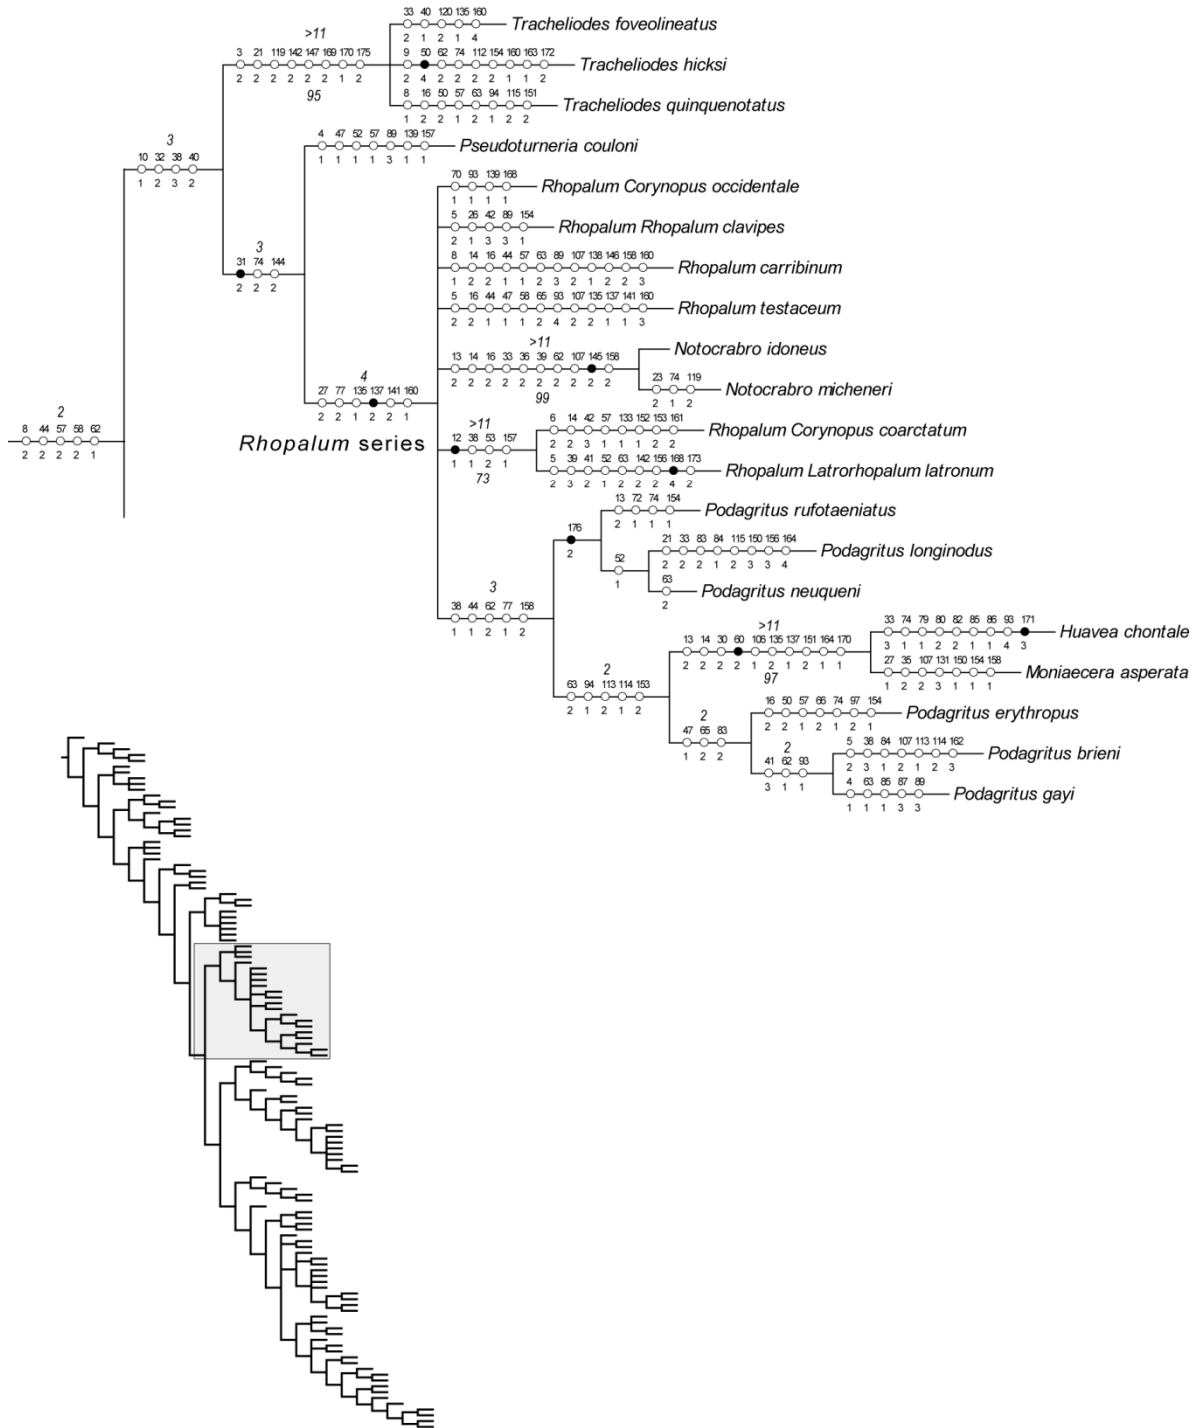 33 40 120 135 160
2 1 2 1 4
Tracheliodes foveolineatus
>11
3 21 119 142 147 169 170 175
2 2 2 2 2 2 1 2
95
9 50 62 74 112 154 160 163 172
2 4 2 2 2 2 1 1 2
Tracheliodes hicksi
8 16 50 57 63 94 115 151
1 2 2 1 2 1 2 2
Tracheliodes quinquenotatus
3
10 32 38 40
1 2 3 2
4 47 52 57 89 139 157
1 1 1 1 3 1 1
Pseudoturneria couloni
70 93 139 168
1 1 1 1
Rhopalum Corynopus occidentale
5 26 42 89 154
2 1 3 3 1
Rhopalum Rhopalum clavipes
3
31 74 144
2 2 2
8 14 16 44 57 63 89 107 138 146 158 160
1 2 2 1 1 2 3 2 1 2 2 3
Rhopalum carribinum
5 16 44 47 58 65 93 107 135 137 141 160
2 2 1 1 1 2 4 2 2 1 1 3
Rhopalum testaceum
>11
13 14 16 33 36 39 62 107 145 158
2 2 2 2 2 2 2 2 2 2
99
Notocrabro idoneus
23 74 119
2 1 2
Notocrabro micheneri
4
27 77 135 137 141 160
2 2 1 2 2 1
Rhopalum series
2
8 44 57 58 62
2 2 2 2 1
>11
12 38 53 157
1 1 2 1
73
6 14 42 57 133 152 153 161
2 2 3 1 1 1 2 2
Rhopalum Corynopus coarctatum
5 39 41 52 63 142 156 168 173
2 3 2 1 2 2 2 4 2
Rhopalum Latrorhopalum latronum
13 72 74 154
2 1 1 1
Podagritus rufotaeniatus
176
2
21 33 83 84 115 150 156 164
2 2 2 1 2 3 3 4
Podagritus longinodus
52
1
63
2
Podagritus neuqueni
3
38 44 62 77 158
1 1 2 1 2
>11
13 14 30 60 106 135 137 151 164 170
2 2 2 2 1 2 1 2 1 1
97
33 74 79 80 82 85 86 93 171
3 1 1 2 2 1 1 4 3
Huavea chontale
27 35 107 131 150 154 158
1 2 2 3 1 1 1
Moniaecera asperata
2
63 94 113 114 153
2 1 2 1 2
2
47 65 83
1 2 2
16 50 57 66 74 97 154
2 2 1 2 1 2 1
Podagritus erythropus
2
41 62 93
3 1 1
5 38 84 107 113 114 162
2 3 1 2 1 2 3
Podagritus brieni
4 63 85 87 89
1 1 1 3 3
Podagritus gayi